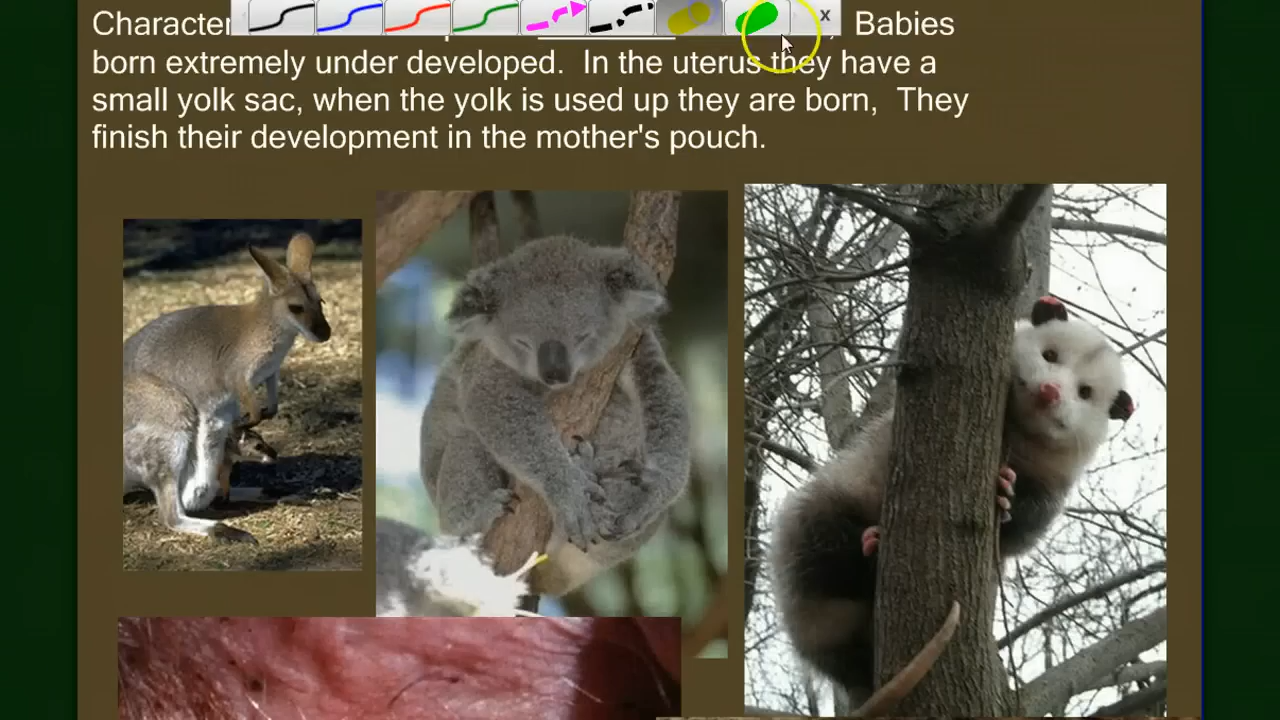 Character Babies
born extremely under developed. In the uterus they have a
small yolk sac, when the yolk is used up they are born, They
finish their development in the mother's pouch.